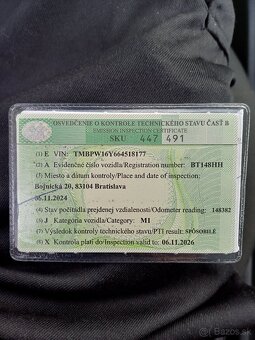 OSVEDČENIE O KONTROLE TECHNICKÉHO STAVU ČASŤ B
EMISSION INSPECTION CERTIFICATE
SKU 447 491
(1) E VIN: TMBPW16Y664518177
(2) A Evidenčné číslo vozidla/Registration number: BT148HH
(3) Miesto a dátum kontroly/Place and date of inspection:
Bojnická 20, 83104 Bratislava
06.11.2024
(4) Stav počítadla prejdenej vzdialenosti/Odometer reading: 148382
(5) J Kategória vozidla/Category: M1
(7) Výsledok kontroly technického stavu/PTI result: SPÔSOBILÉ
(8) X Kontrola platí do/Inspection valid to: 06.11.2026
Bazos.sk